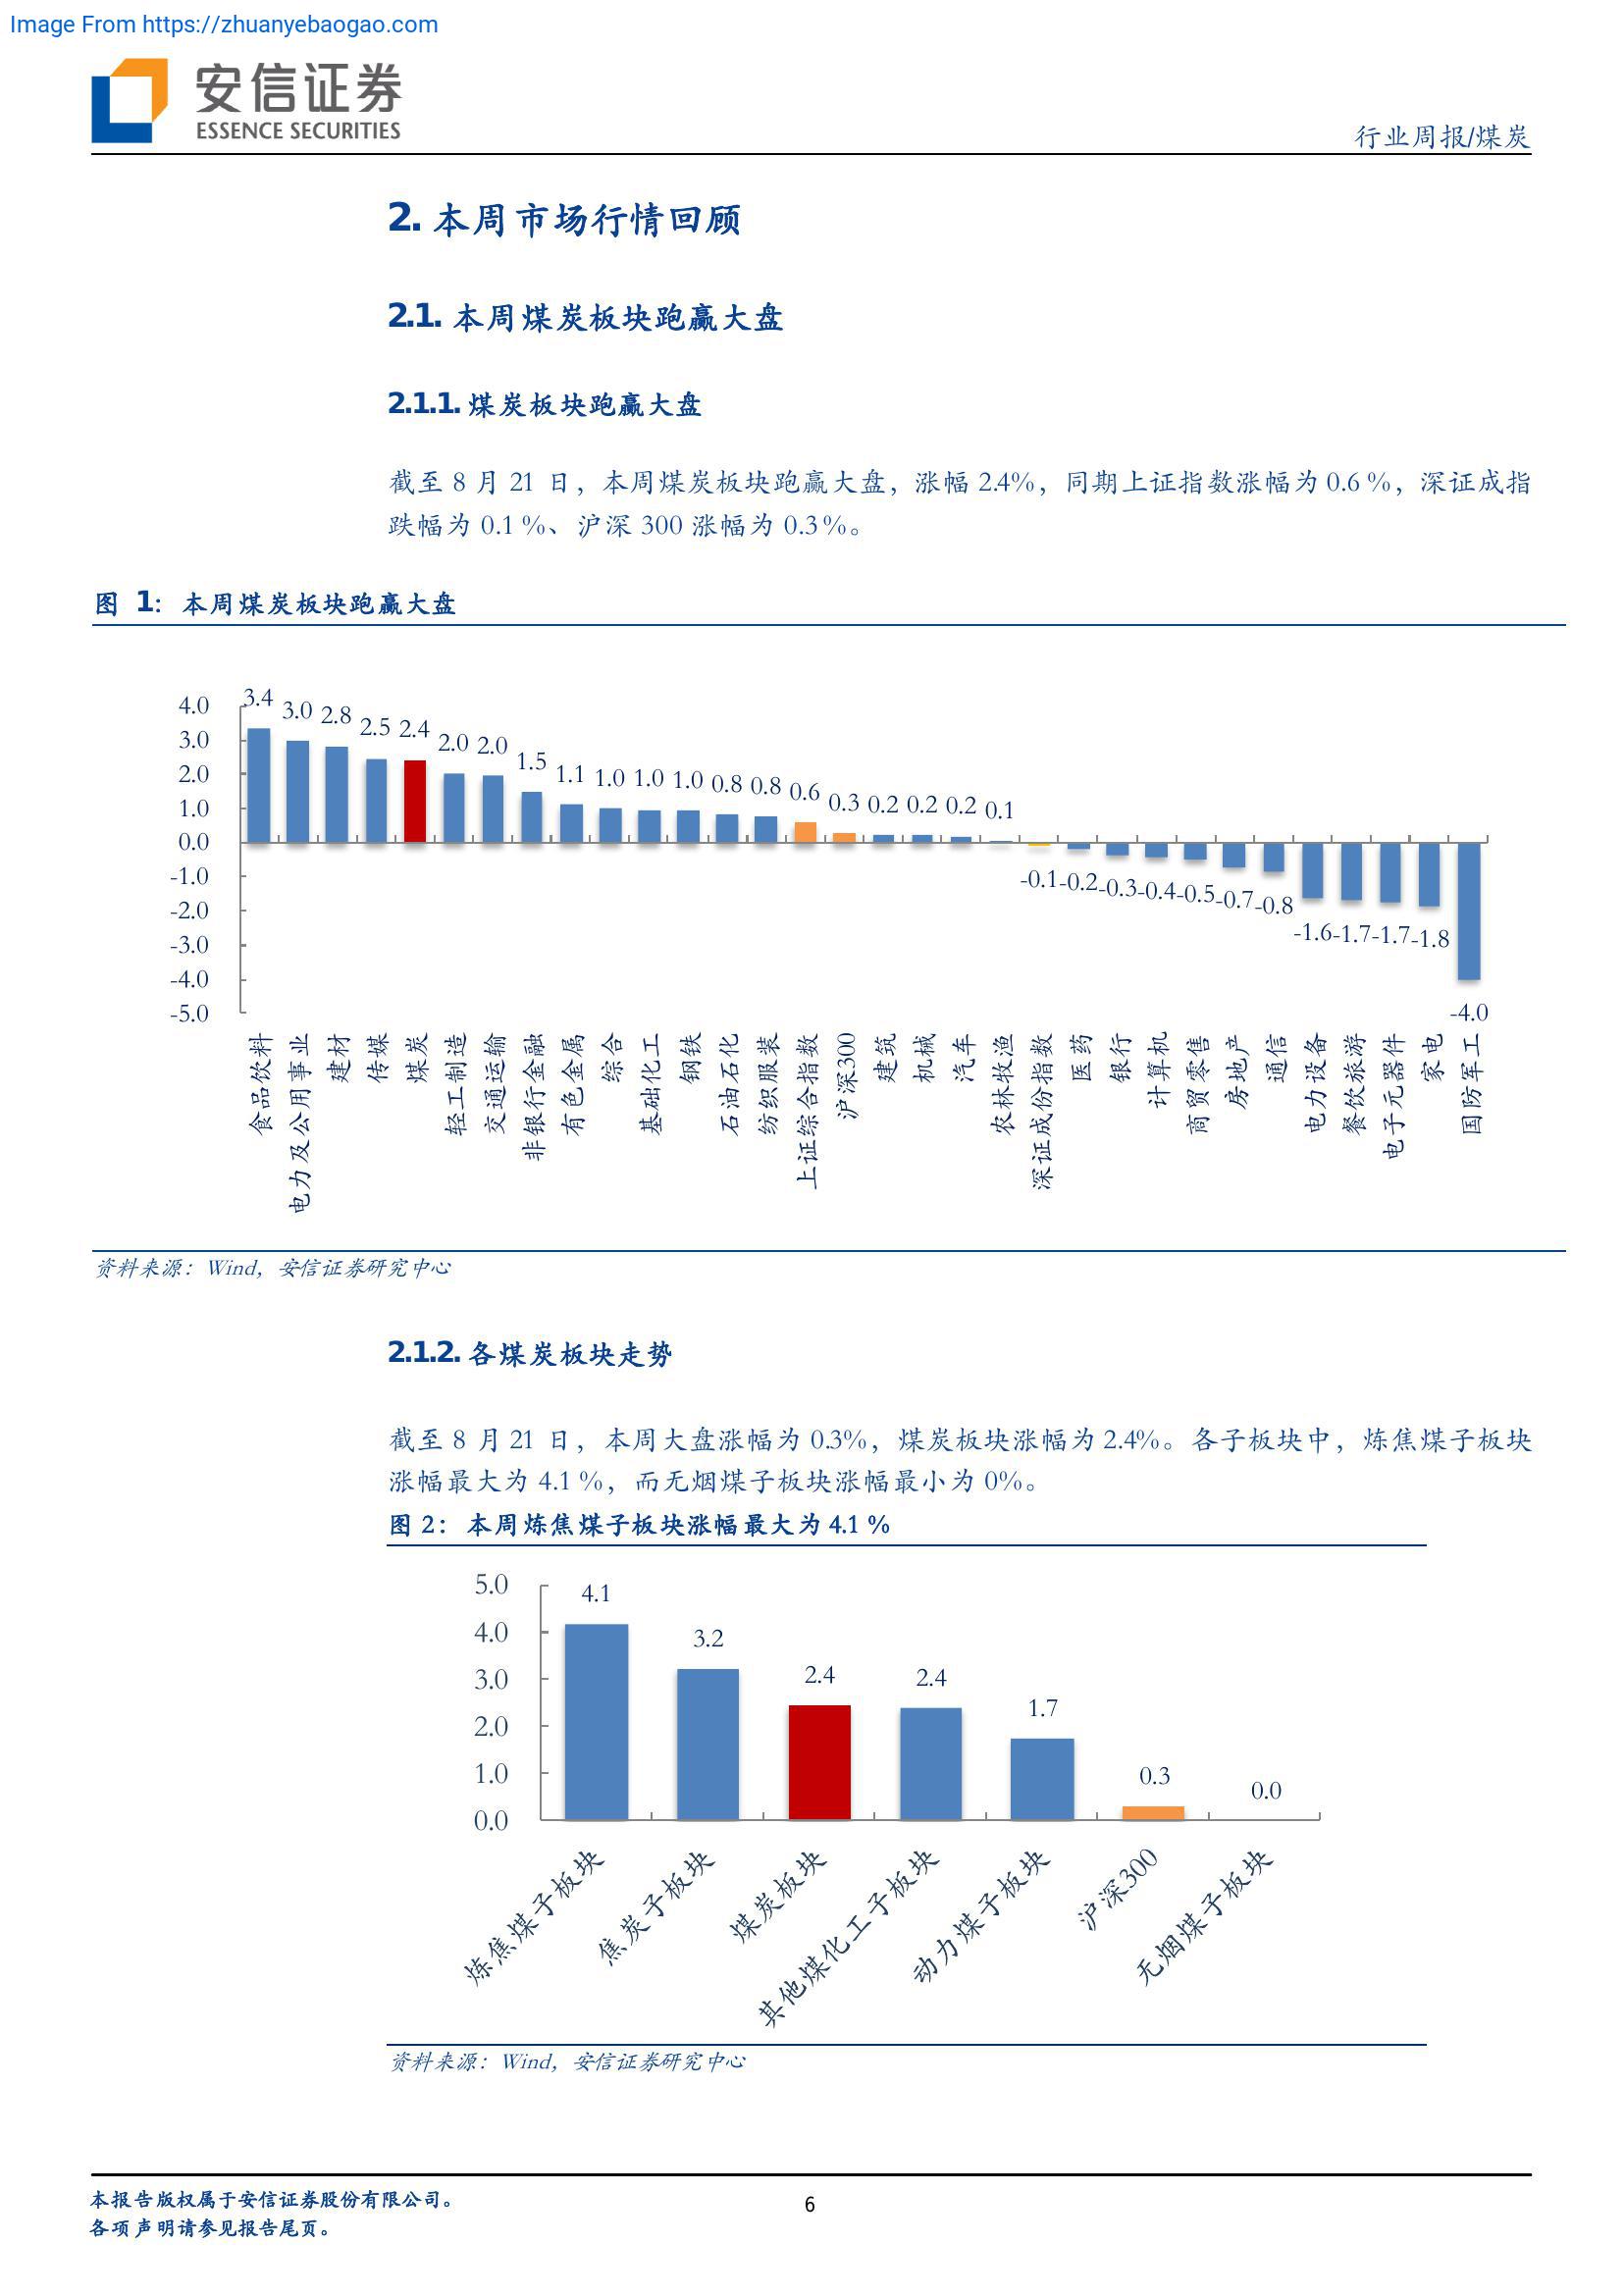 Image From https://zhuanyebaogao.com
安信证券
ESSENCE SECURITIES
行业周报/煤炭
2. 本周市场行情回顾
2.1. 本周煤炭板块跑赢大盘
2.1.1. 煤炭板块跑赢大盘
截至 8 月 21 日，本周煤炭板块跑赢大盘，涨幅 2.4%，同期上证指数涨幅为 0.6%，深证成指
跌幅为 0.1%、沪深 300 涨幅为 0.3%。
图 1：本周煤炭板块跑赢大盘
4.0
3.0
2.0
1.0
0.0
-1.0
-2.0
-3.0
-4.0
-5.0
3.4 3.0 2.8 2.5 2.4 2.0 2.0 1.5 1.1 1.0 1.0 1.0 0.8 0.8 0.6 0.3 0.2 0.2 0.2 0.1
-0.1 -0.2 -0.3 -0.4 -0.5 -0.7 -0.8 -1.6 -1.7 -1.7 -1.8 -4.0
食品饮料
电力及公用事业
建材
传媒
煤炭
轻工制造
交通运输
非银行金融
有色金属
综合
基础化工
钢铁
石油石化
纺织服装
上证综合指数
沪深300
建筑
机械
汽车
农林牧渔
深证成份指数
医药
银行
计算机
商贸零售
房地产
通信
电力设备
餐饮旅游
电子元器件
家电
国防军工
资料来源：Wind，安信证券研究中心
2.1.2. 各煤炭板块走势
截至 8 月 21 日，本周大盘涨幅为 0.3%，煤炭板块涨幅为 2.4%。各子板块中，炼焦煤子板块
涨幅最大为 4.1%，而无烟煤子板块涨幅最小为 0%。
图 2：本周炼焦煤子板块涨幅最大为 4.1%
5.0
4.0
3.0
2.0
1.0
0.0
4.1 3.2 2.4 2.4 1.7 0.3 0.0
炼焦煤子板块
焦炭子板块
煤炭板块
其他煤化工子板块
动力煤子板块
沪深300
无烟煤子板块
资料来源：Wind，安信证券研究中心
本报告版权属于安信证券股份有限公司。
各项声明请参见报告尾页。
6